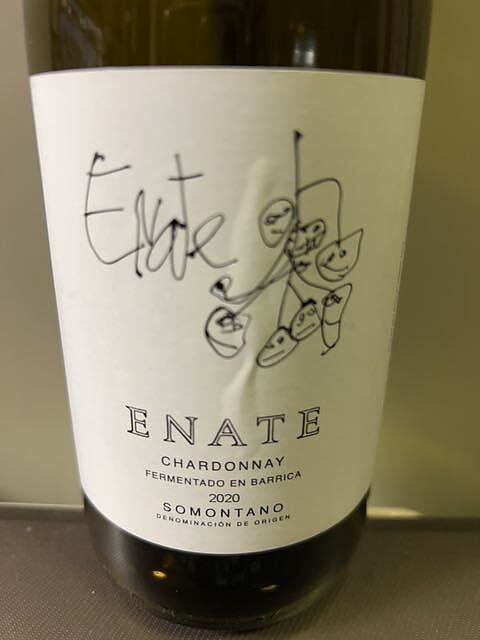 Enate
ENATE
CHARDONNAY
FERMENTADO EN BARRICA
2020
SOMONTANO
DENOMINACIÓN DE ORIGEN